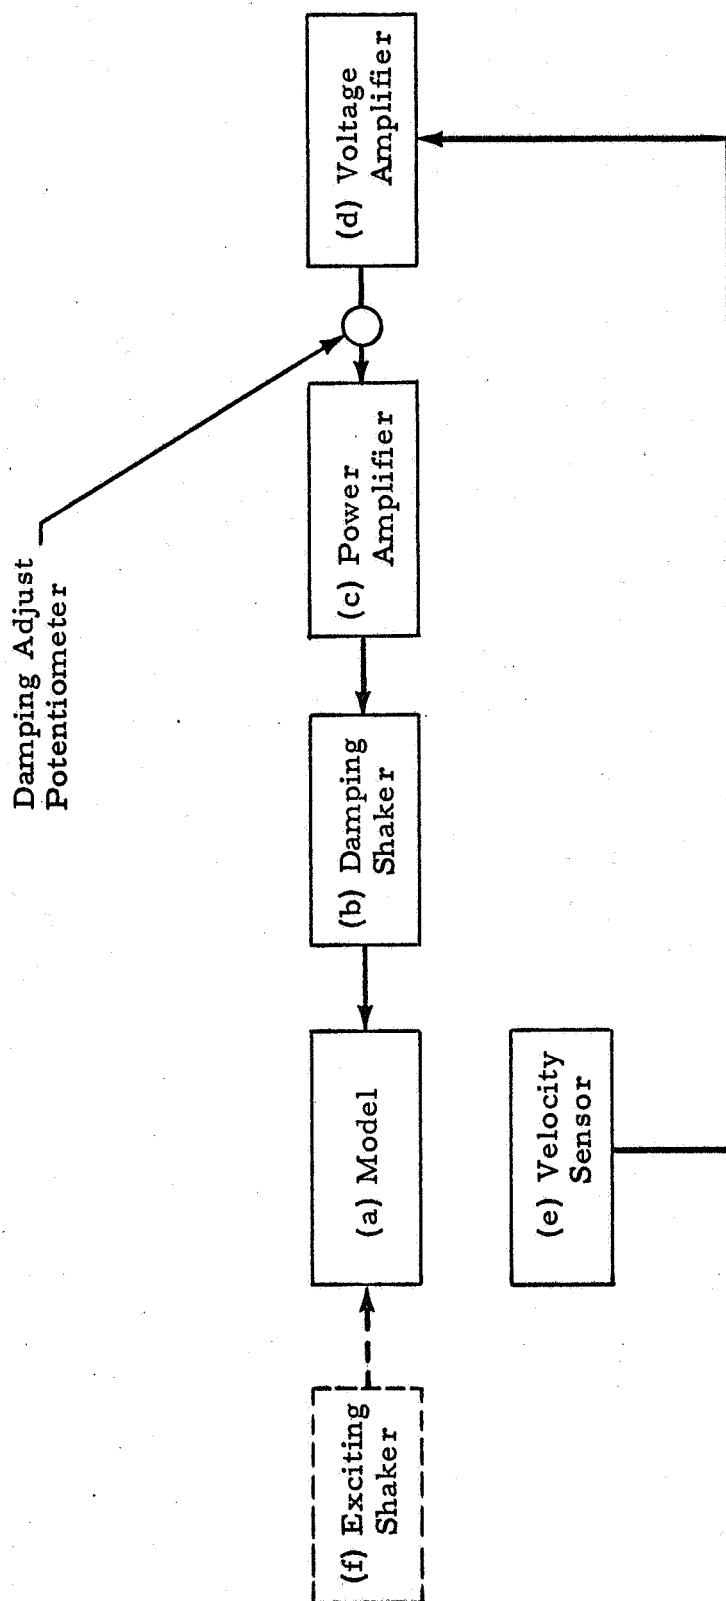 Damping Adjust
Potentiometer
(f) Exciting
Shaker
(a) Model
(b) Damping
Shaker
(c) Power
Amplifier
(d) Voltage
Amplifier
(e) Velocity
Sensor